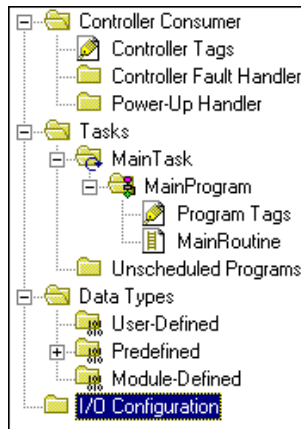 Controller Consumer
Controller Tags
Controller Fault Handler
Power-Up Handler
Tasks
MainTask
MainProgram
Program Tags
MainRoutine
Unscheduled Programs
Data Types
User-Defined
Predefined
Module-Defined
I/O Configuration